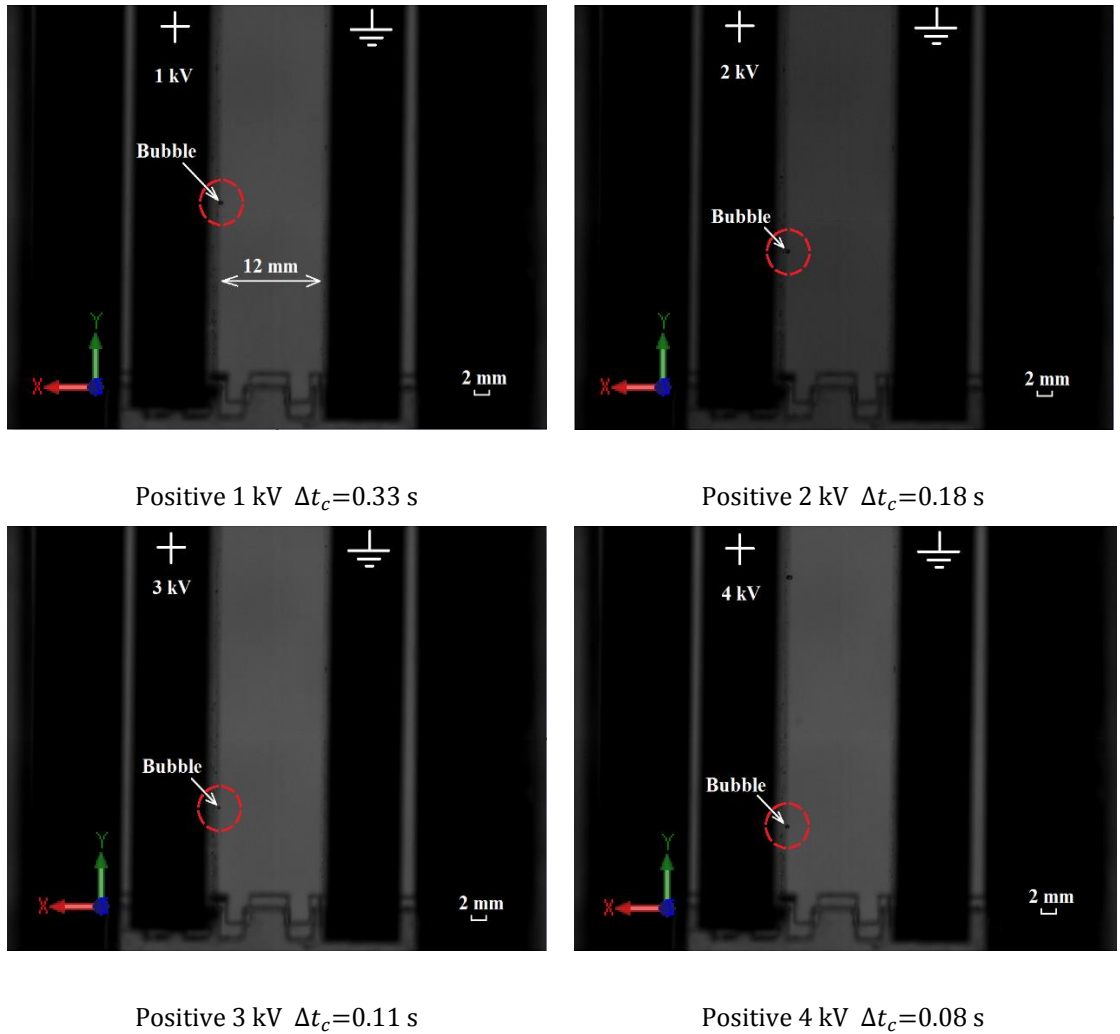 1 kV
Bubble
12 mm
Y
X
2 mm
2 kV
Bubble
Y
X
2 mm
Positive 1 kV Δt_c=0.33 s
Positive 2 kV Δt_c=0.18 s
3 kV
Bubble
Y
X
2 mm
4 kV
Bubble
Y
X
2 mm
Positive 3 kV Δt_c=0.11 s
Positive 4 kV Δt_c=0.08 s